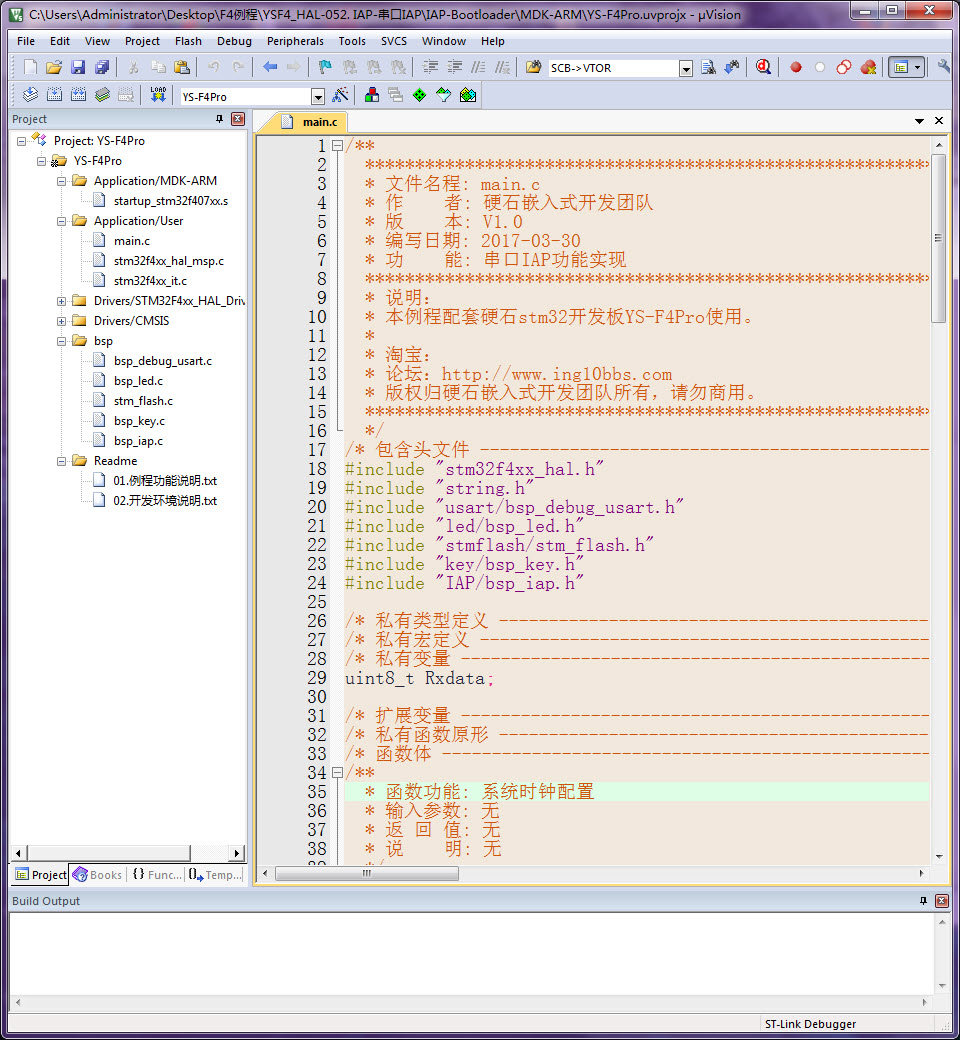 C:\Users\Administrator\Desktop\F4例程\YSF4_HAL-052. IAP-串口IAP\IAP-Bootloader\MDK-ARM\YS-F4Pro.uvprojx - µVision
File Edit View Project Flash Debug Peripherals Tools SVCS Window Help
SCB->VTOR
LOAD YS-F4Pro
Project
Project: YS-F4Pro
YS-F4Pro
Application/MDK-ARM
startup_stm32f407xx.s
Application/User
main.c
stm32f4xx_hal_msp.c
stm32f4xx_it.c
Drivers/STM32F4xx_HAL_Driv
Drivers/CMSIS
bsp
bsp_debug_usart.c
bsp_led.c
stm_flash.c
bsp_key.c
bsp_iap.c
Readme
01.例程功能说明.txt
02.开发环境说明.txt
Project Books {} Func... Temp...
main.c
1 /**
2 ***********************************************************
3 * 文件名程: main.c
4 * 作    者: 硬石嵌入式开发团队
5 * 版    本: V1.0
6 * 编写日期: 2017-03-30
7 * 功    能: 串口IAP功能实现
8 ***********************************************************
9 * 说明：
10 * 本例程配套硬石stm32开发板YS-F4Pro使用。
11 *
12 * 淘宝：
13 * 论坛：http://www.ing10bbs.com
14 * 版权归硬石嵌入式开发团队所有，请勿商用。
15 ***********************************************************
16 */
17 /* 包含头文件 ----------------------------------------------
18 #include "stm32f4xx_hal.h"
19 #include "string.h"
20 #include "usart/bsp_debug_usart.h"
21 #include "led/bsp_led.h"
22 #include "stmflash/stm_flash.h"
23 #include "key/bsp_key.h"
24 #include "IAP/bsp_iap.h"
25
26 /* 私有类型定义 --------------------------------------------
27 /* 私有宏定义 ----------------------------------------------
28 /* 私有变量 ------------------------------------------------
29 uint8_t Rxdata;
30
31 /* 扩展变量 ------------------------------------------------
32 /* 私有函数原形 --------------------------------------------
33 /* 函数体 --------------------------------------------------
34 /**
35 * 函数功能: 系统时钟配置
36 * 输入参数: 无
37 * 返 回 值: 无
38 * 说    明: 无
Build Output
ST-Link Debugger